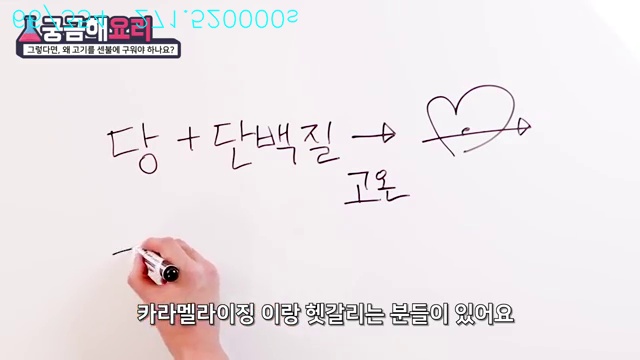 271.520000s
궁금해요리
그렇다면, 왜 고기를 센불에 구워야 하나요?
당 + 단백질 →
고온
카라멜라이징 이랑 헷갈리는 분들이 있어요